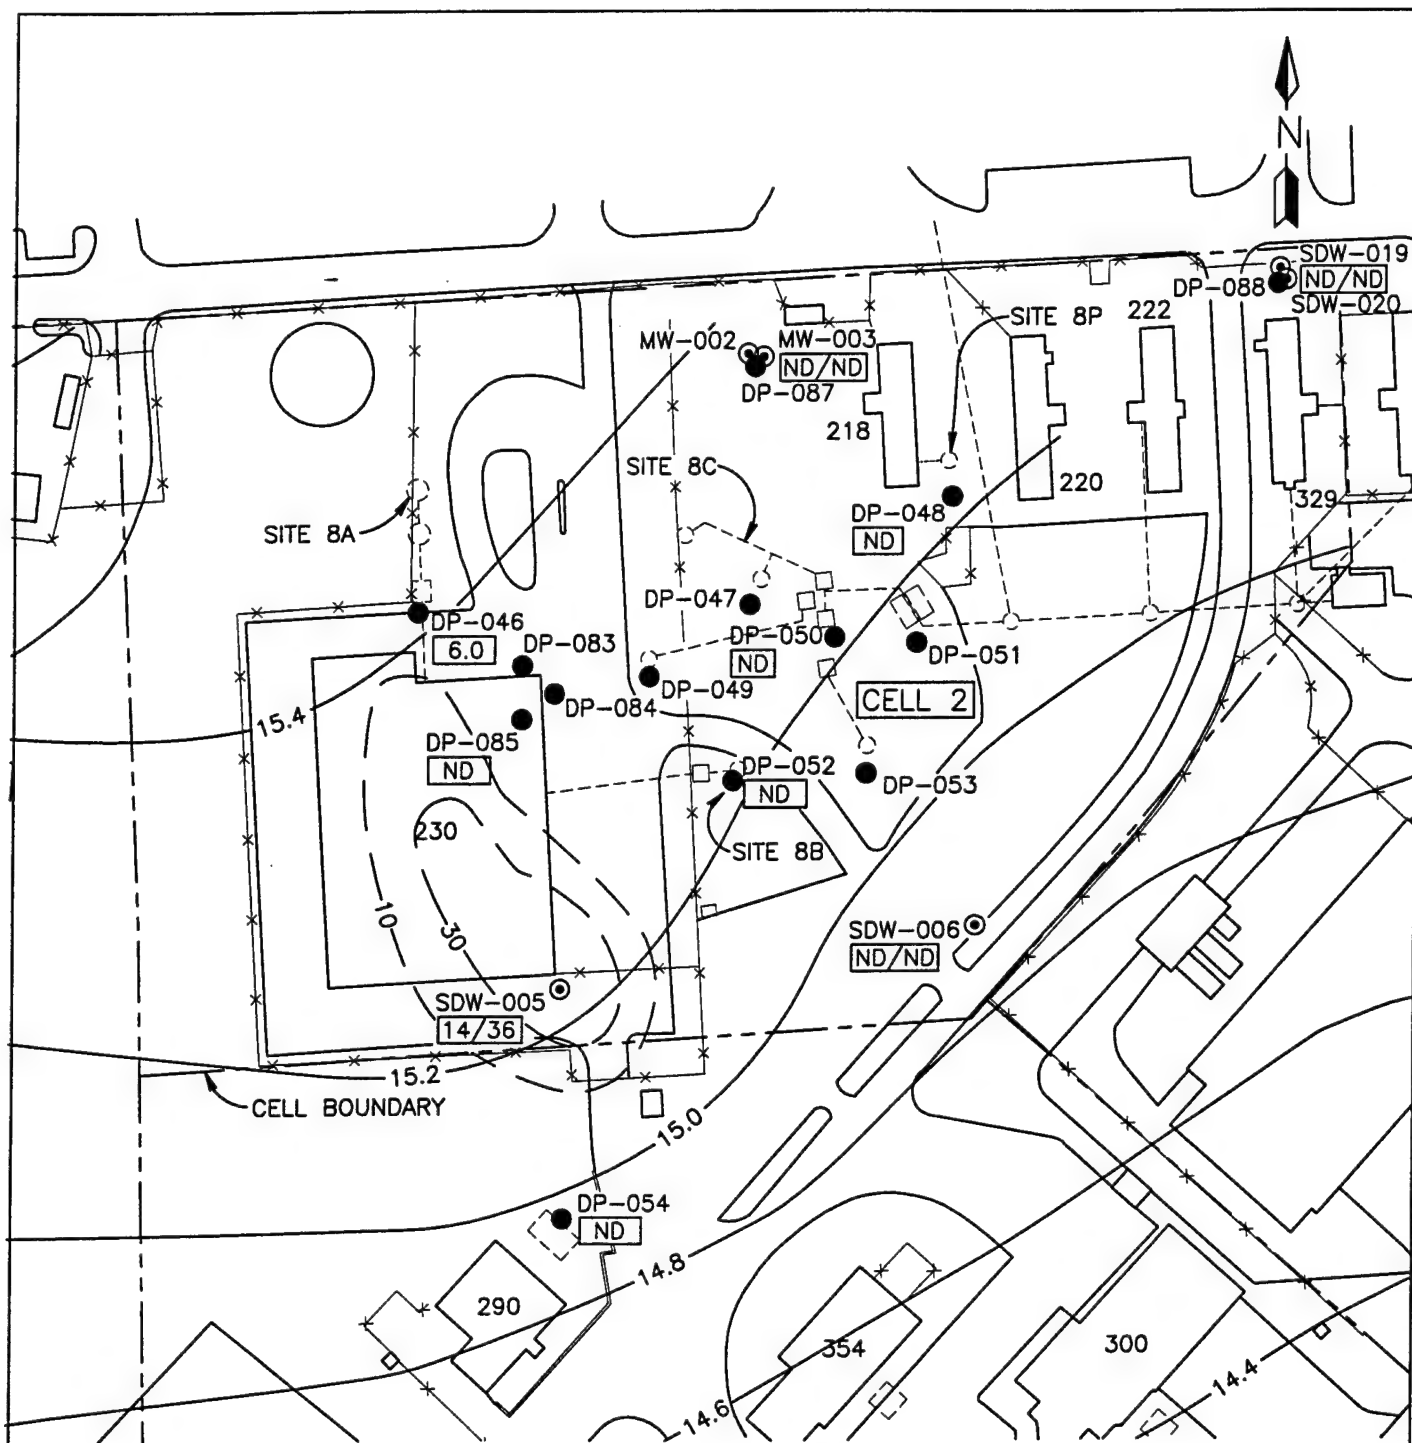 N
SDW-019
DP-088
ND/ND
SDW-020
SITE 8P
222
MW-002
MW-003
ND/ND
DP-087
218
SITE 8C
220
329
DP-048
ND
SITE 8A
DP-047
DP-046
6.0
DP-083
DP-050
ND
DP-051
DP-049
DP-084
CELL 2
15.4
DP-085
ND
DP-052
ND
DP-053
230
SITE 8B
10
30
SDW-006
ND/ND
SDW-005
14/36
15.2
CELL BOUNDARY
15.0
DP-054
ND
14.8
290
354
300
14.6
14.4